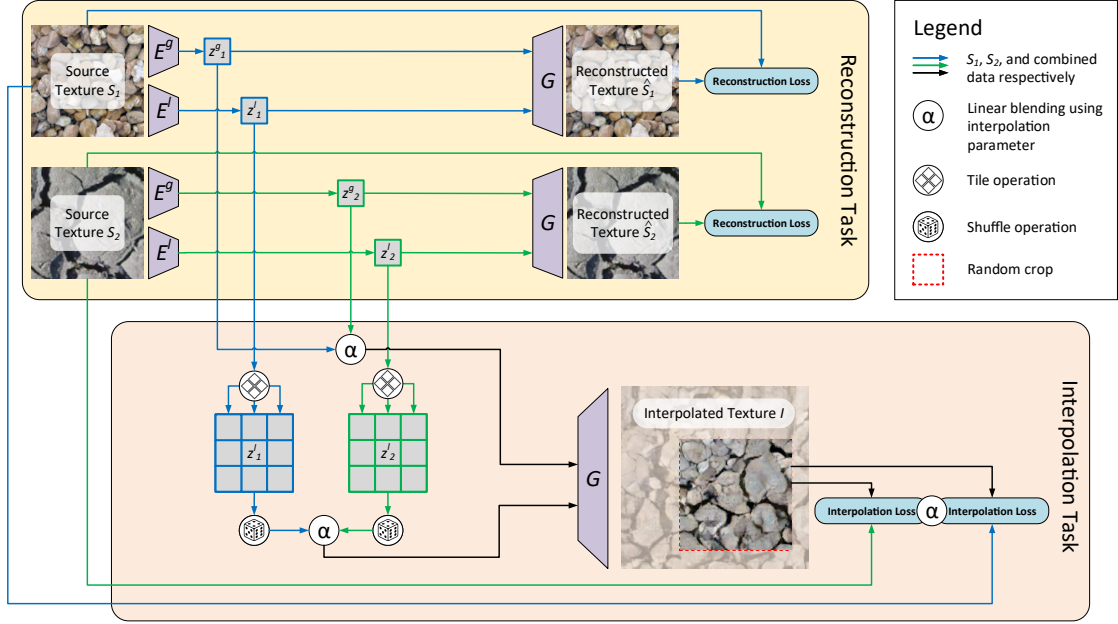 Source
Texture S₁
E^g
E^l
z^g_1
z^l_1
G
Reconstructed
Texture Ŝ₁
Reconstruction Loss
Source
Texture S₂
E^g
E^l
z^g_2
z^l_2
G
Reconstructed
Texture Ŝ₂
Reconstruction Loss
Reconstruction Task
Legend
S₁, S₂, and combined
data respectively
α
Linear blending using
interpolation
parameter
Tile operation
Shuffle operation
Random crop
α
z^l_1
z^l_2
α
G
Interpolated Texture I
Interpolation Loss
α
Interpolation Loss
Interpolation Task